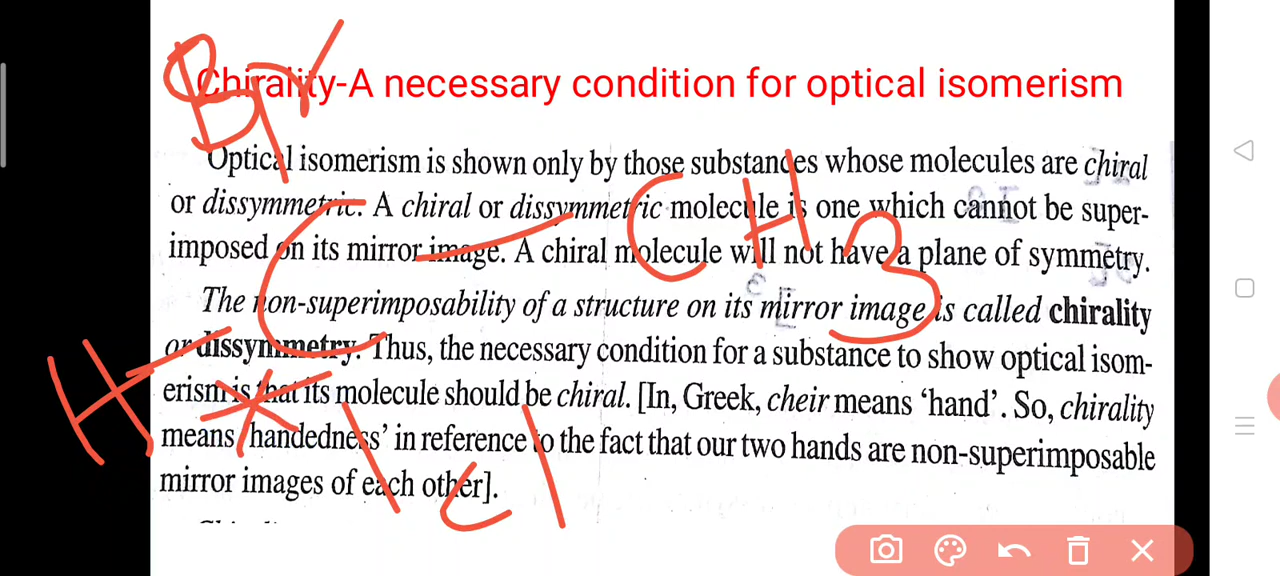 Br
Chirality-A necessary condition for optical isomerism
Optical isomerism is shown only by those substances whose molecules are chiral
or dissymmetric. A chiral or dissymmetric molecule is one which cannot be super-
imposed on its mirror image. A chiral molecule will not have a plane of symmetry.
C CH3
The non-superimposability of a structure on its mirror image is called chirality
or dissymmetry. Thus, the necessary condition for a substance to show optical isom-
H
erism is that its molecule should be chiral. [In, Greek, cheir means 'hand'. So, chirality
means 'handedness' in reference to the fact that our two hands are non-superimposable
mirror images of each other].
Cl